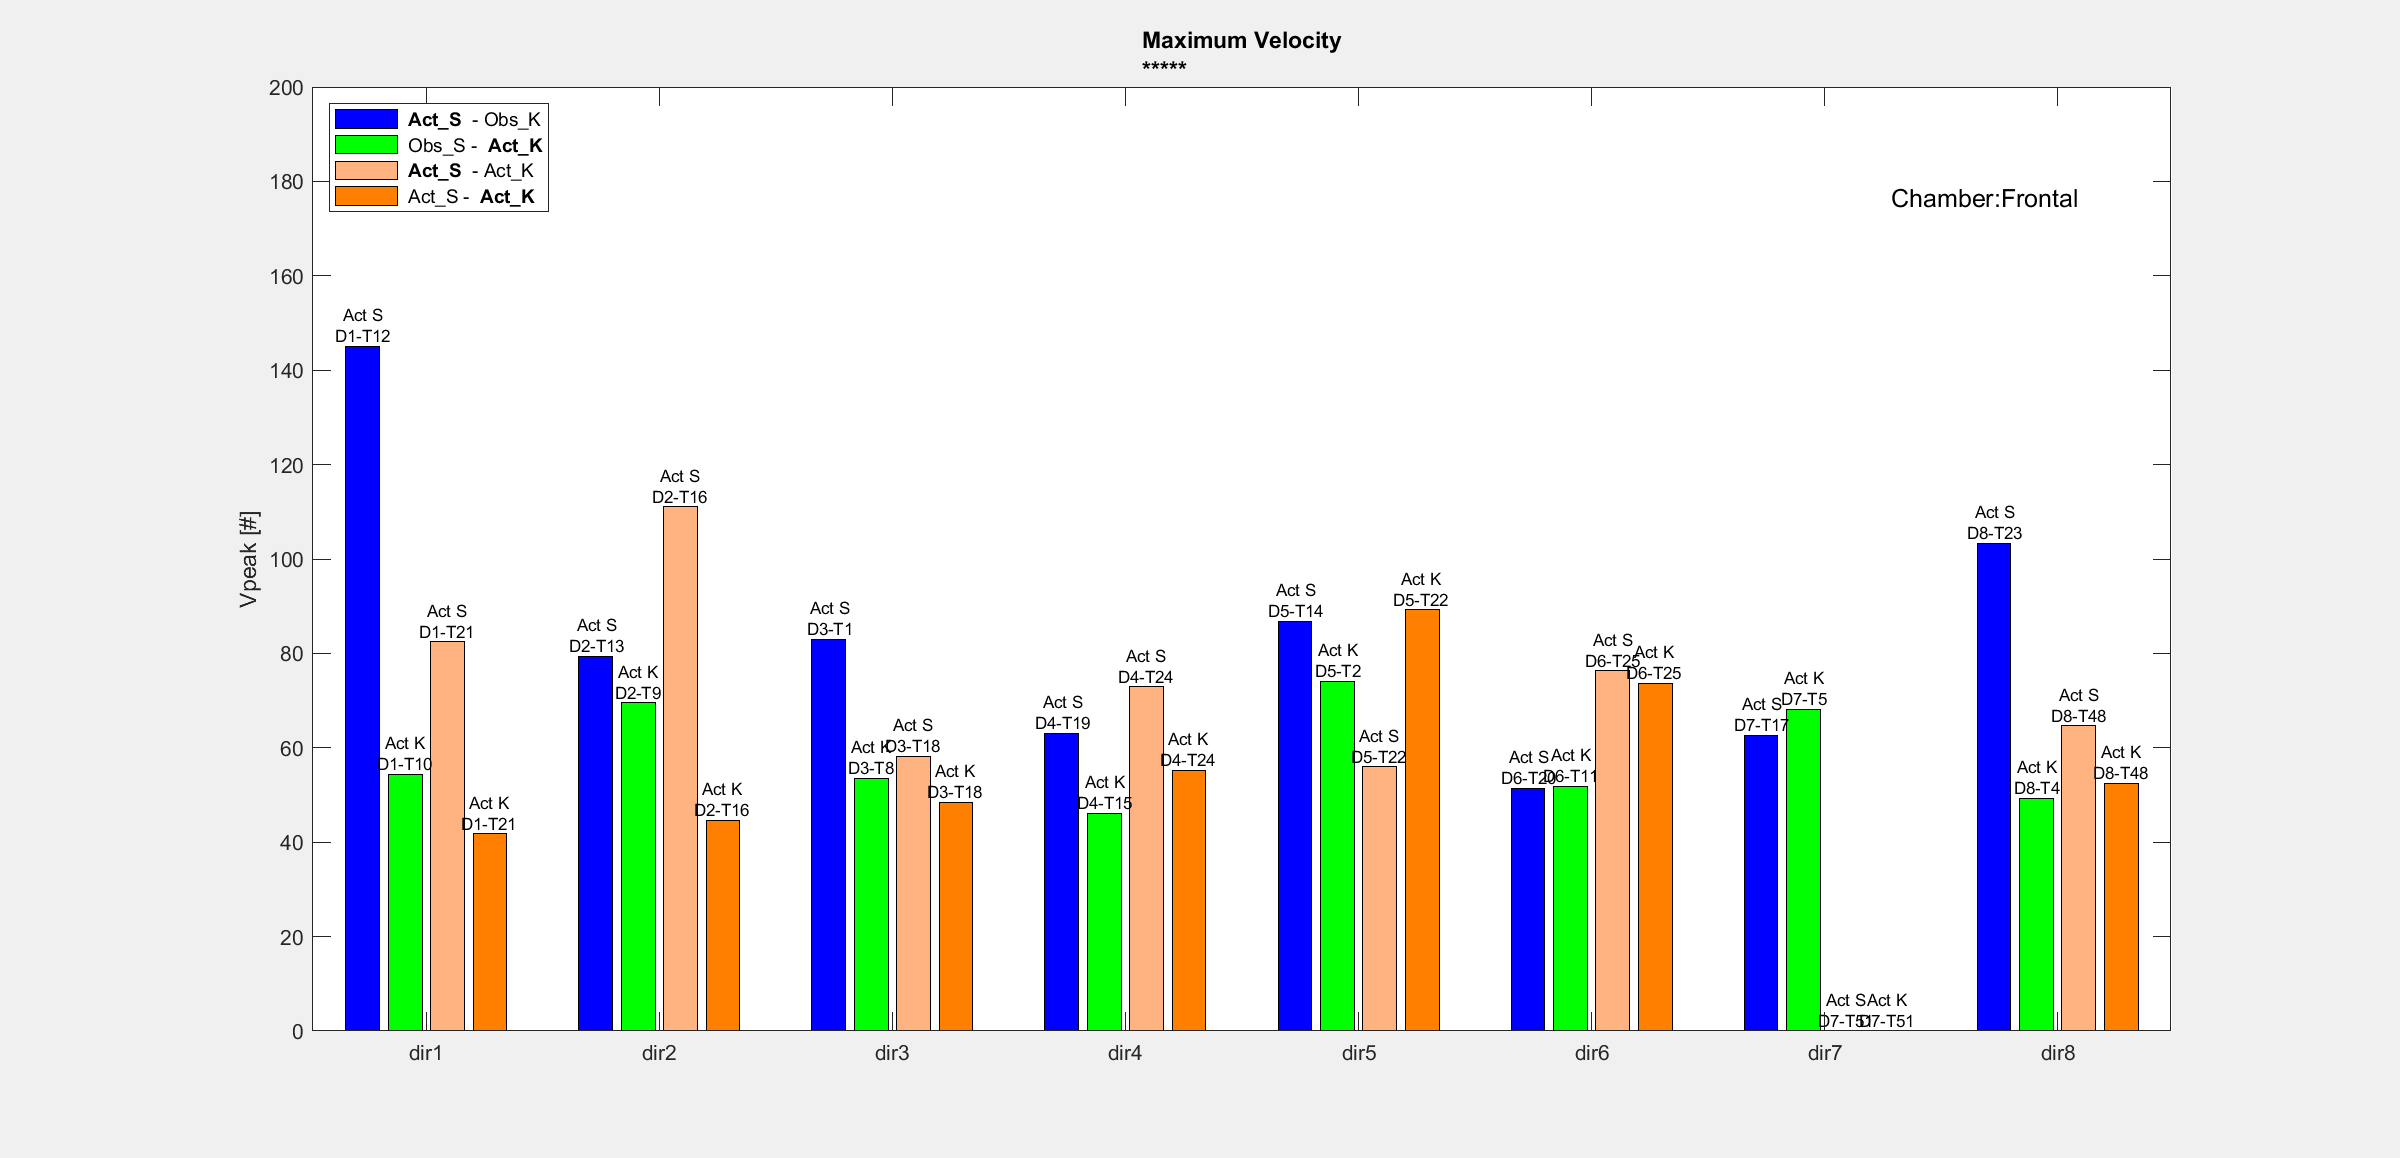 Maximum Velocity
*****
200
180
160
140
120
100
80
60
40
20
0
Vpeak [#]
Act_S - Obs_K
Obs_S - Act_K
Act_S - Act_K
Act_S - Act_K
Chamber:Frontal
Act S
D1-T12
Act K
D1-T10
Act S
D1-T21
Act K
D1-T21
Act S
D2-T13
Act K
D2-T9
Act S
D2-T16
Act K
D2-T16
Act S
D3-T1
Act K
D3-T8
Act S
D3-T18
Act K
D3-T18
Act S
D4-T19
Act K
D4-T15
Act S
D4-T24
Act K
D4-T24
Act S
D5-T14
Act K
D5-T2
Act S
D5-T22
Act K
D5-T22
Act S
D6-T20
Act K
D6-T11
Act S
D6-T25
Act K
D6-T25
Act S
D7-T17
Act K
D7-T5
Act S
D7-T51
Act K
D7-T51
Act S
D8-T23
Act K
D8-T4
Act S
D8-T48
Act K
D8-T48
dir1
dir2
dir3
dir4
dir5
dir6
dir7
dir8